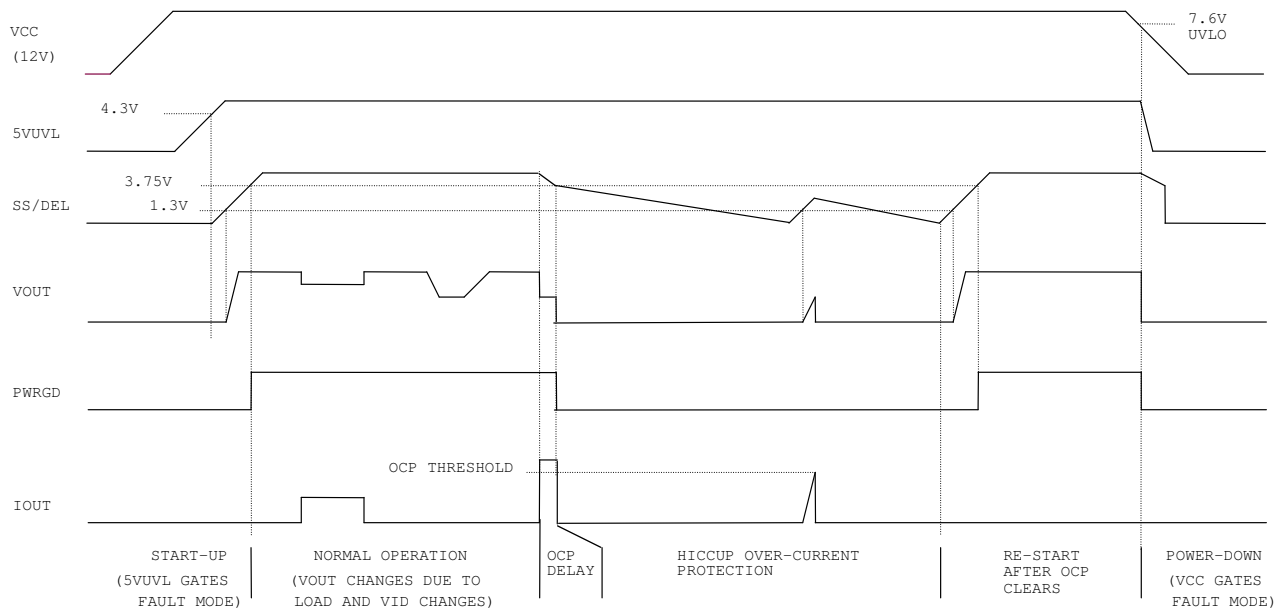 VCC
(12V)
7.6V
UVLO
4.3V
5VUVL
3.75V
SS/DEL
1.3V
VOUT
PWRGD
OCP THRESHOLD
IOUT
START-UP
(5VUVL GATES
FAULT MODE)
NORMAL OPERATION
(VOUT CHANGES DUE TO
LOAD AND VID CHANGES)
OCP
DELAY
HICCUP OVER-CURRENT
PROTECTION
RE-START
AFTER OCP
CLEARS
POWER-DOWN
(VCC GATES
FAULT MODE)